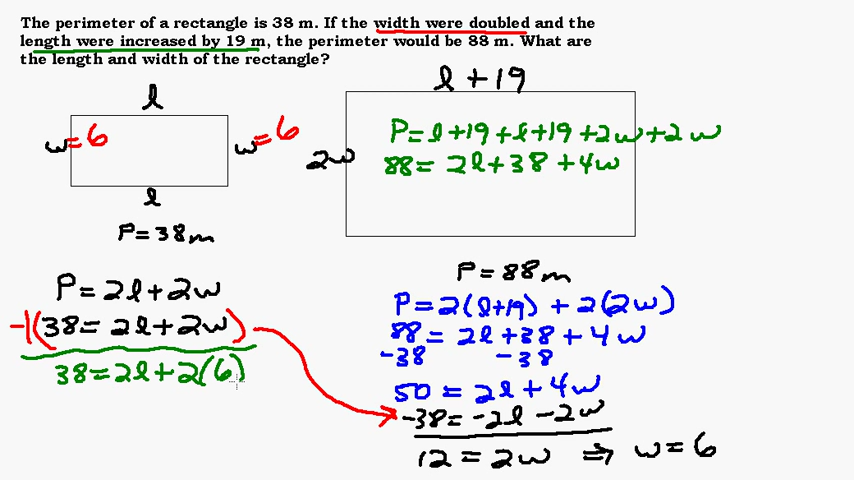 The perimeter of a rectangle is 38 m. If the width were doubled and the
length were increased by 19 m, the perimeter would be 88 m. What are
the length and width of the rectangle?
l
l + 19
w = 6
w = 6
2w
P = l + 19 + l + 19 + 2w + 2w
88 = 2l + 38 + 4w
l
P = 38m
P = 88m
P = 2l + 2w
-1(38 = 2l + 2w)
38 = 2l + 2(6)
P = 2(l+19) + 2(2w)
88 = 2l + 38 + 4w
-38 -38
50 = 2l + 4w
-38 = -2l - 2w
12 = 2w ⇒ w = 6